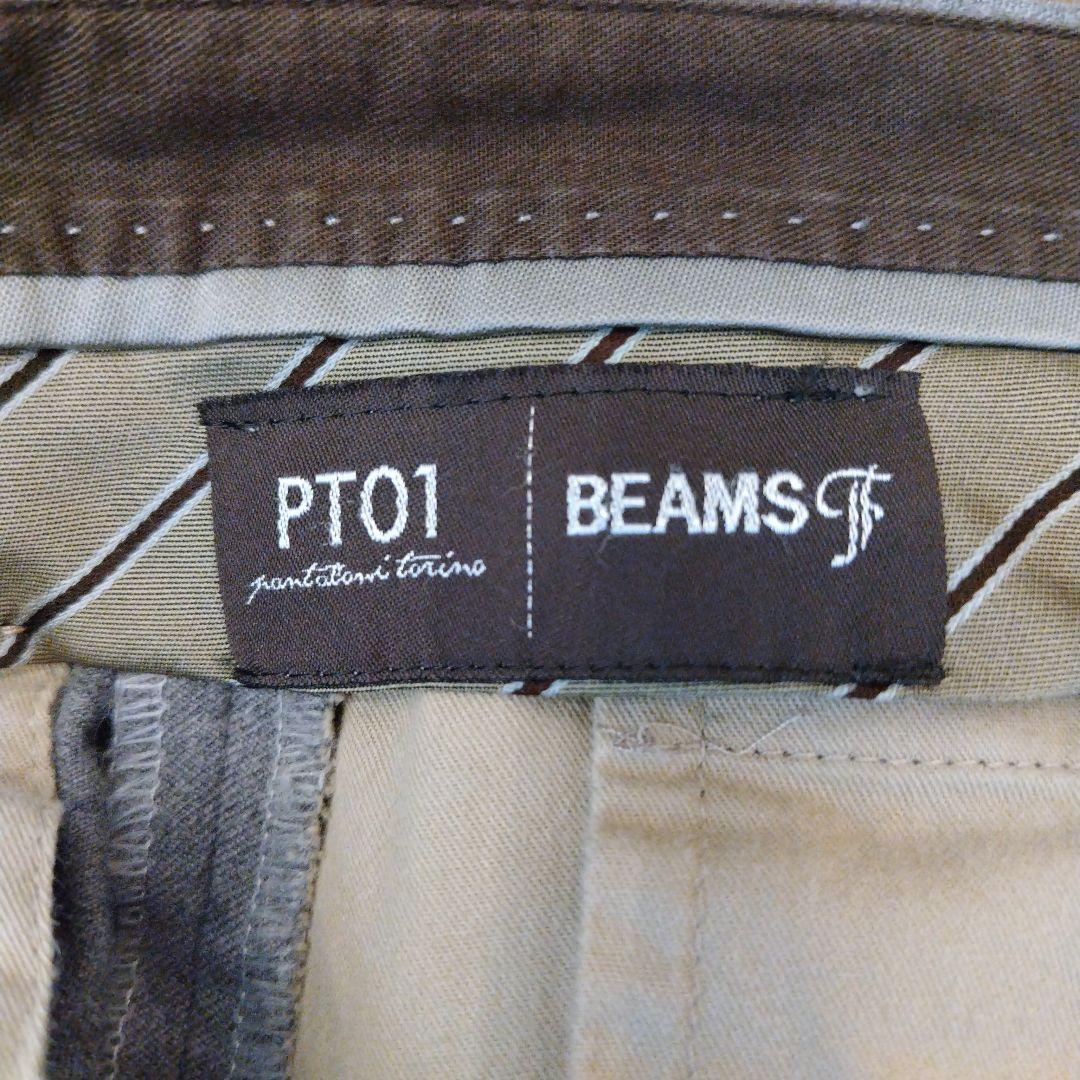 PT01
pantaloni torino
BEAMS F